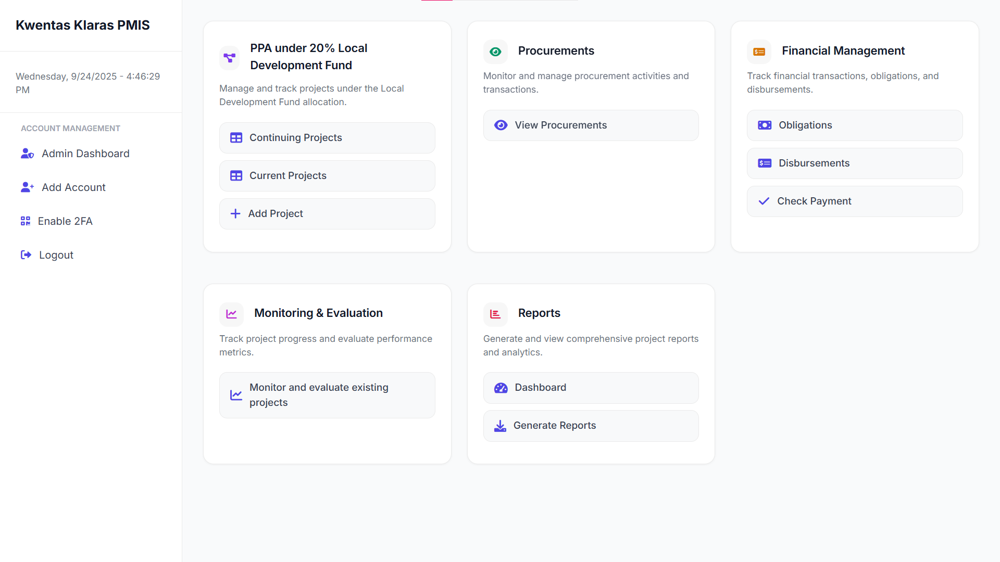 Kwentas Klaras PMIS
Wednesday, 9/24/2025 - 4:46:29
PM
ACCOUNT MANAGEMENT
Admin Dashboard
Add Account
Enable 2FA
Logout
PPA under 20% Local
Development Fund
Manage and track projects under the Local
Development Fund allocation.
Continuing Projects
Current Projects
Add Project
Procurements
Monitor and manage procurement activities and
transactions.
View Procurements
Financial Management
Track financial transactions, obligations, and
disbursements.
Obligations
Disbursements
Check Payment
Monitoring & Evaluation
Track project progress and evaluate performance
metrics.
Monitor and evaluate existing
projects
Reports
Generate and view comprehensive project reports
and analytics.
Dashboard
Generate Reports